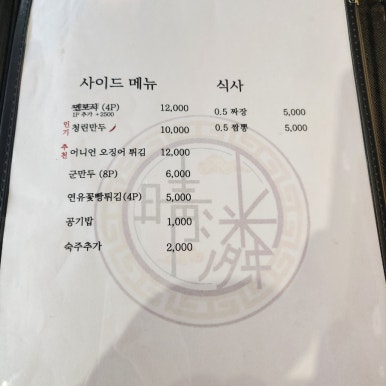 사이드 메뉴
멘보샤 (4P) 12,000
1P 추가 +3500
인기 청린만두 10,000
추천 어니언 오징어 튀김 12,000
군만두 (8P) 6,000
연유꽃빵튀김(4P) 5,000
공기밥 1,000
숙주추가 2,000
식사
0.5 짜장 5,000
0.5 짬뽕 5,000